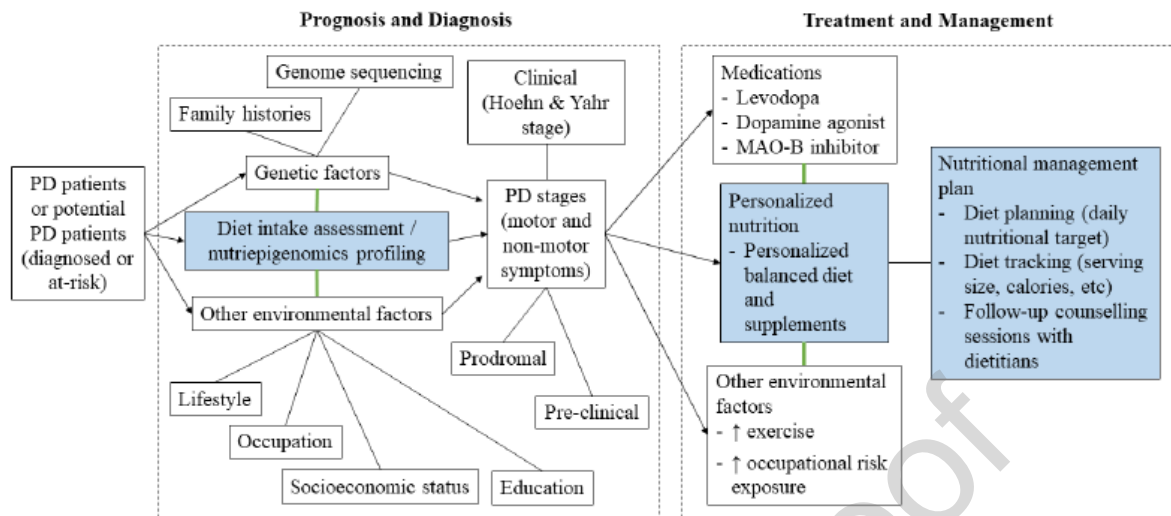 Prognosis and Diagnosis
Treatment and Management
Genome sequencing
Family histories
Genetic factors
Clinical
(Hoehn & Yahr
stage)
PD patients
or potential
PD patients
(diagnosed or
at-risk)
Diet intake assessment /
nutriepigenomics profiling
Other environmental factors
Lifestyle
Occupation
Socioeconomic status
Education
PD stages
(motor and
non-motor
symptoms)
Prodromal
Pre-clinical
Medications
- Levodopa
- Dopamine agonist
- MAO-B inhibitor
Personalized
nutrition
- Personalized
balanced diet
and
supplements
Other environmental
factors
- ↑ exercise
- ↑ occupational risk
exposure
Nutritional management
plan
- Diet planning (daily
nutritional target)
- Diet tracking (serving
size, calories, etc)
- Follow-up counselling
sessions with
dietitians